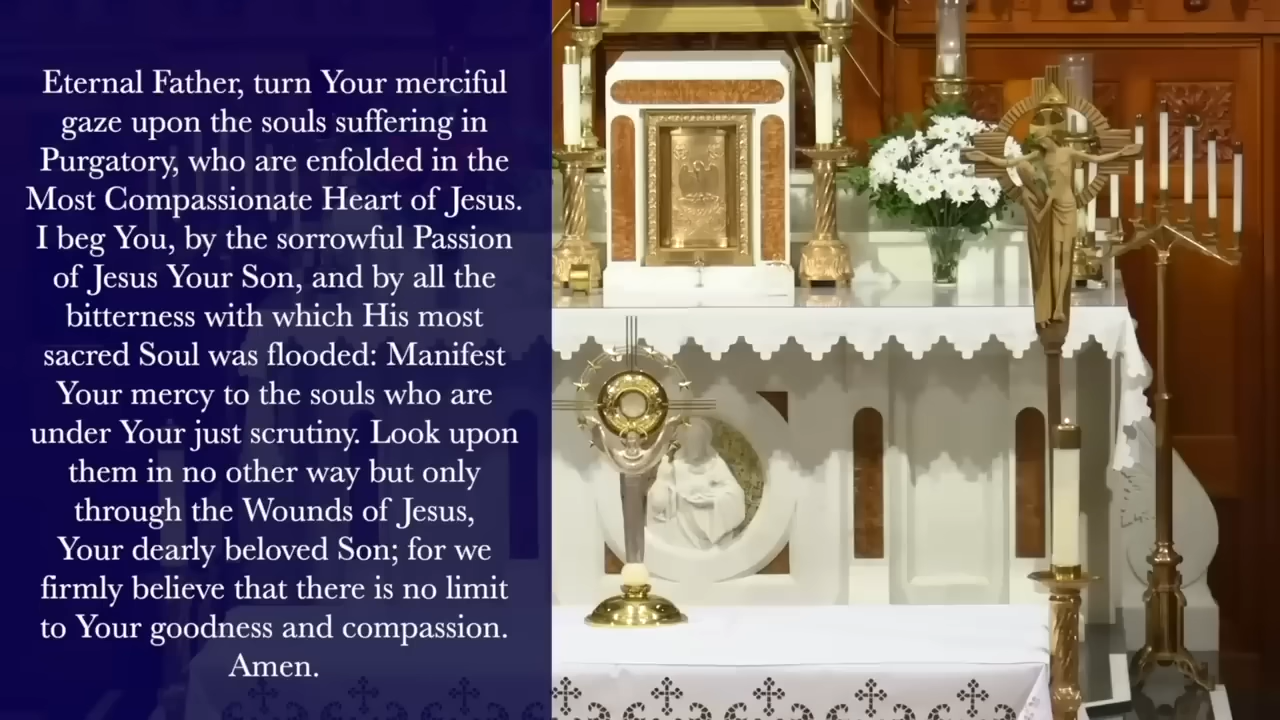 Eternal Father, turn Your merciful
gaze upon the souls suffering in
Purgatory, who are enfolded in the
Most Compassionate Heart of Jesus.
I beg You, by the sorrowful Passion
of Jesus Your Son, and by all the
bitterness with which His most
sacred Soul was flooded: Manifest
Your mercy to the souls who are
under Your just scrutiny. Look upon
them in no other way but only
through the Wounds of Jesus,
Your dearly beloved Son; for we
firmly believe that there is no limit
to Your goodness and compassion.
Amen.